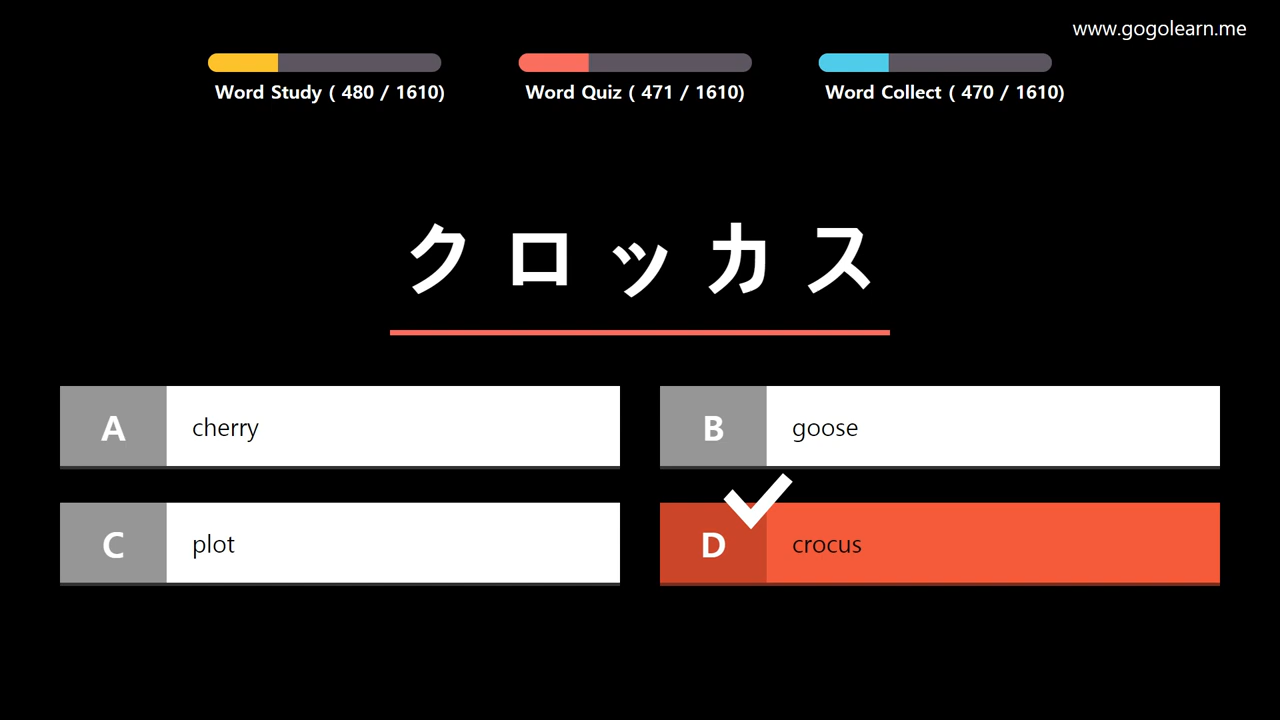 www.gogolearn.me
Word Study ( 480 / 1610)
Word Quiz ( 471 / 1610)
Word Collect ( 470 / 1610)
クロッカス
A cherry
B goose
C plot
D crocus